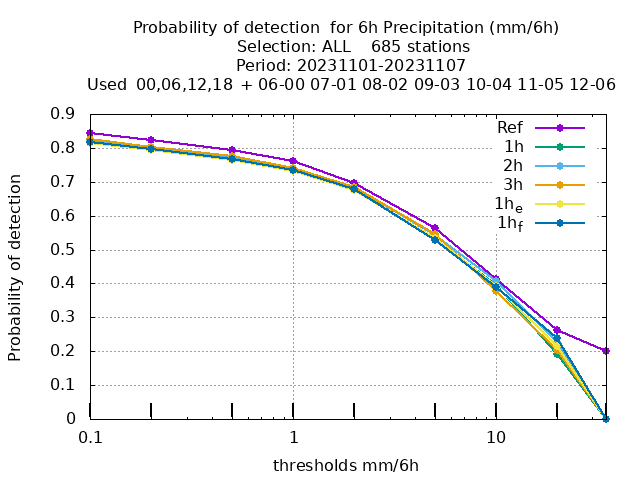 Probability of detection  for 6h Precipitation (mm/6h)
Selection: ALL    685 stations
Period: 20231101-20231107
Used  00,06,12,18  + 06-00 07-01 08-02 09-03 10-04 11-05 12-06
Probability of detection
0.9
0.8
0.7
0.6
0.5
0.4
0.3
0.2
0.1
0
Ref
1h
2h
3h
1he
1hf
0.1
1
10
thresholds mm/6h